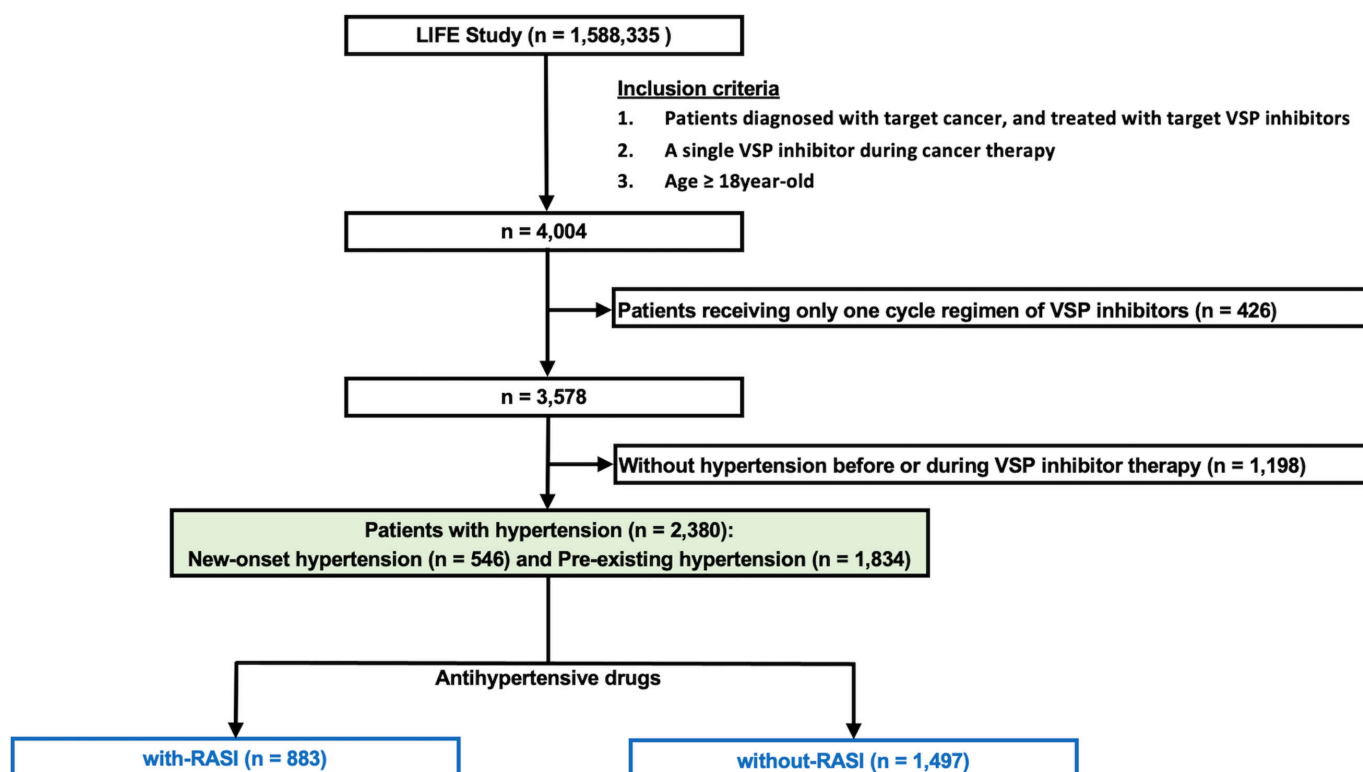 LIFE Study (n = 1,588,335 )
Inclusion criteria
1. Patients diagnosed with target cancer, and treated with target VSP inhibitors
2. A single VSP inhibitor during cancer therapy
3. Age ≥ 18year-old
n = 4,004
Patients receiving only one cycle regimen of VSP inhibitors (n = 426)
n = 3,578
Without hypertension before or during VSP inhibitor therapy (n = 1,198)
Patients with hypertension (n = 2,380):
New-onset hypertension (n = 546) and Pre-existing hypertension (n = 1,834)
Antihypertensive drugs
with-RASI (n = 883)
without-RASI (n = 1,497)